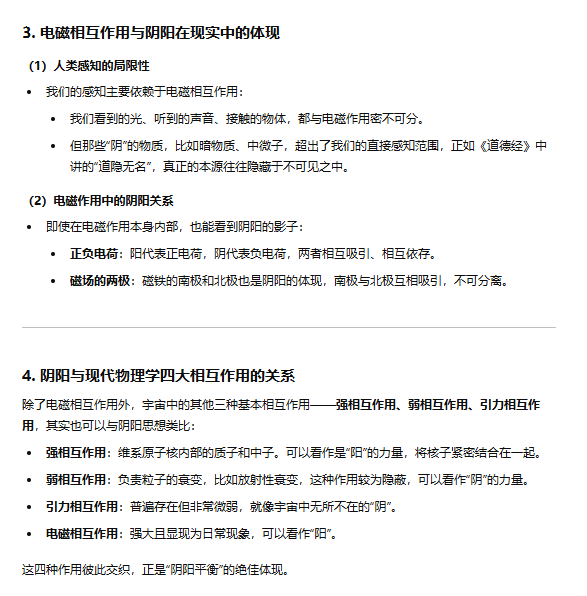 3. 电磁相互作用与阴阳在现实中的体现
（1）人类感知的局限性
• 我们的感知主要依赖于电磁相互作用：
• 我们看到的光、听到的声音、接触的物体，都与电磁作用密不可分。
• 但那些“阴”的物质，比如暗物质、中微子，超出了我们的直接感知范围，正如《道德经》中
讲的“道隐无名”，真正的本源往往隐藏于不可见之中。
（2）电磁作用中的阴阳关系
• 即使在电磁作用本身内部，也能看到阴阳的影子：
• 正负电荷：阳代表正电荷，阴代表负电荷，两者相互吸引、相互依存。
• 磁场的两极：磁铁的南极和北极也是阴阳的体现，南极与北极互相吸引，不可分离。
4. 阴阳与现代物理学四大相互作用的关系
除了电磁相互作用外，宇宙中的其他三种基本相互作用——强相互作用、弱相互作用、引力相互作
用，其实也可以与阴阳思想类比：
• 强相互作用：维系原子核内部的质子和中子。可以看作是“阳”的力量，将核子紧密结合在一起。
• 弱相互作用：负责粒子的衰变，比如放射性衰变，这种作用较为隐蔽，可以看作“阴”的力量。
• 引力相互作用：普遍存在但非常微弱，就像宇宙中无所不在的“阴”。
• 电磁相互作用：强大且显现为日常现象，可以看作“阳”。
这四种作用彼此交织，正是“阴阳平衡”的绝佳体现。